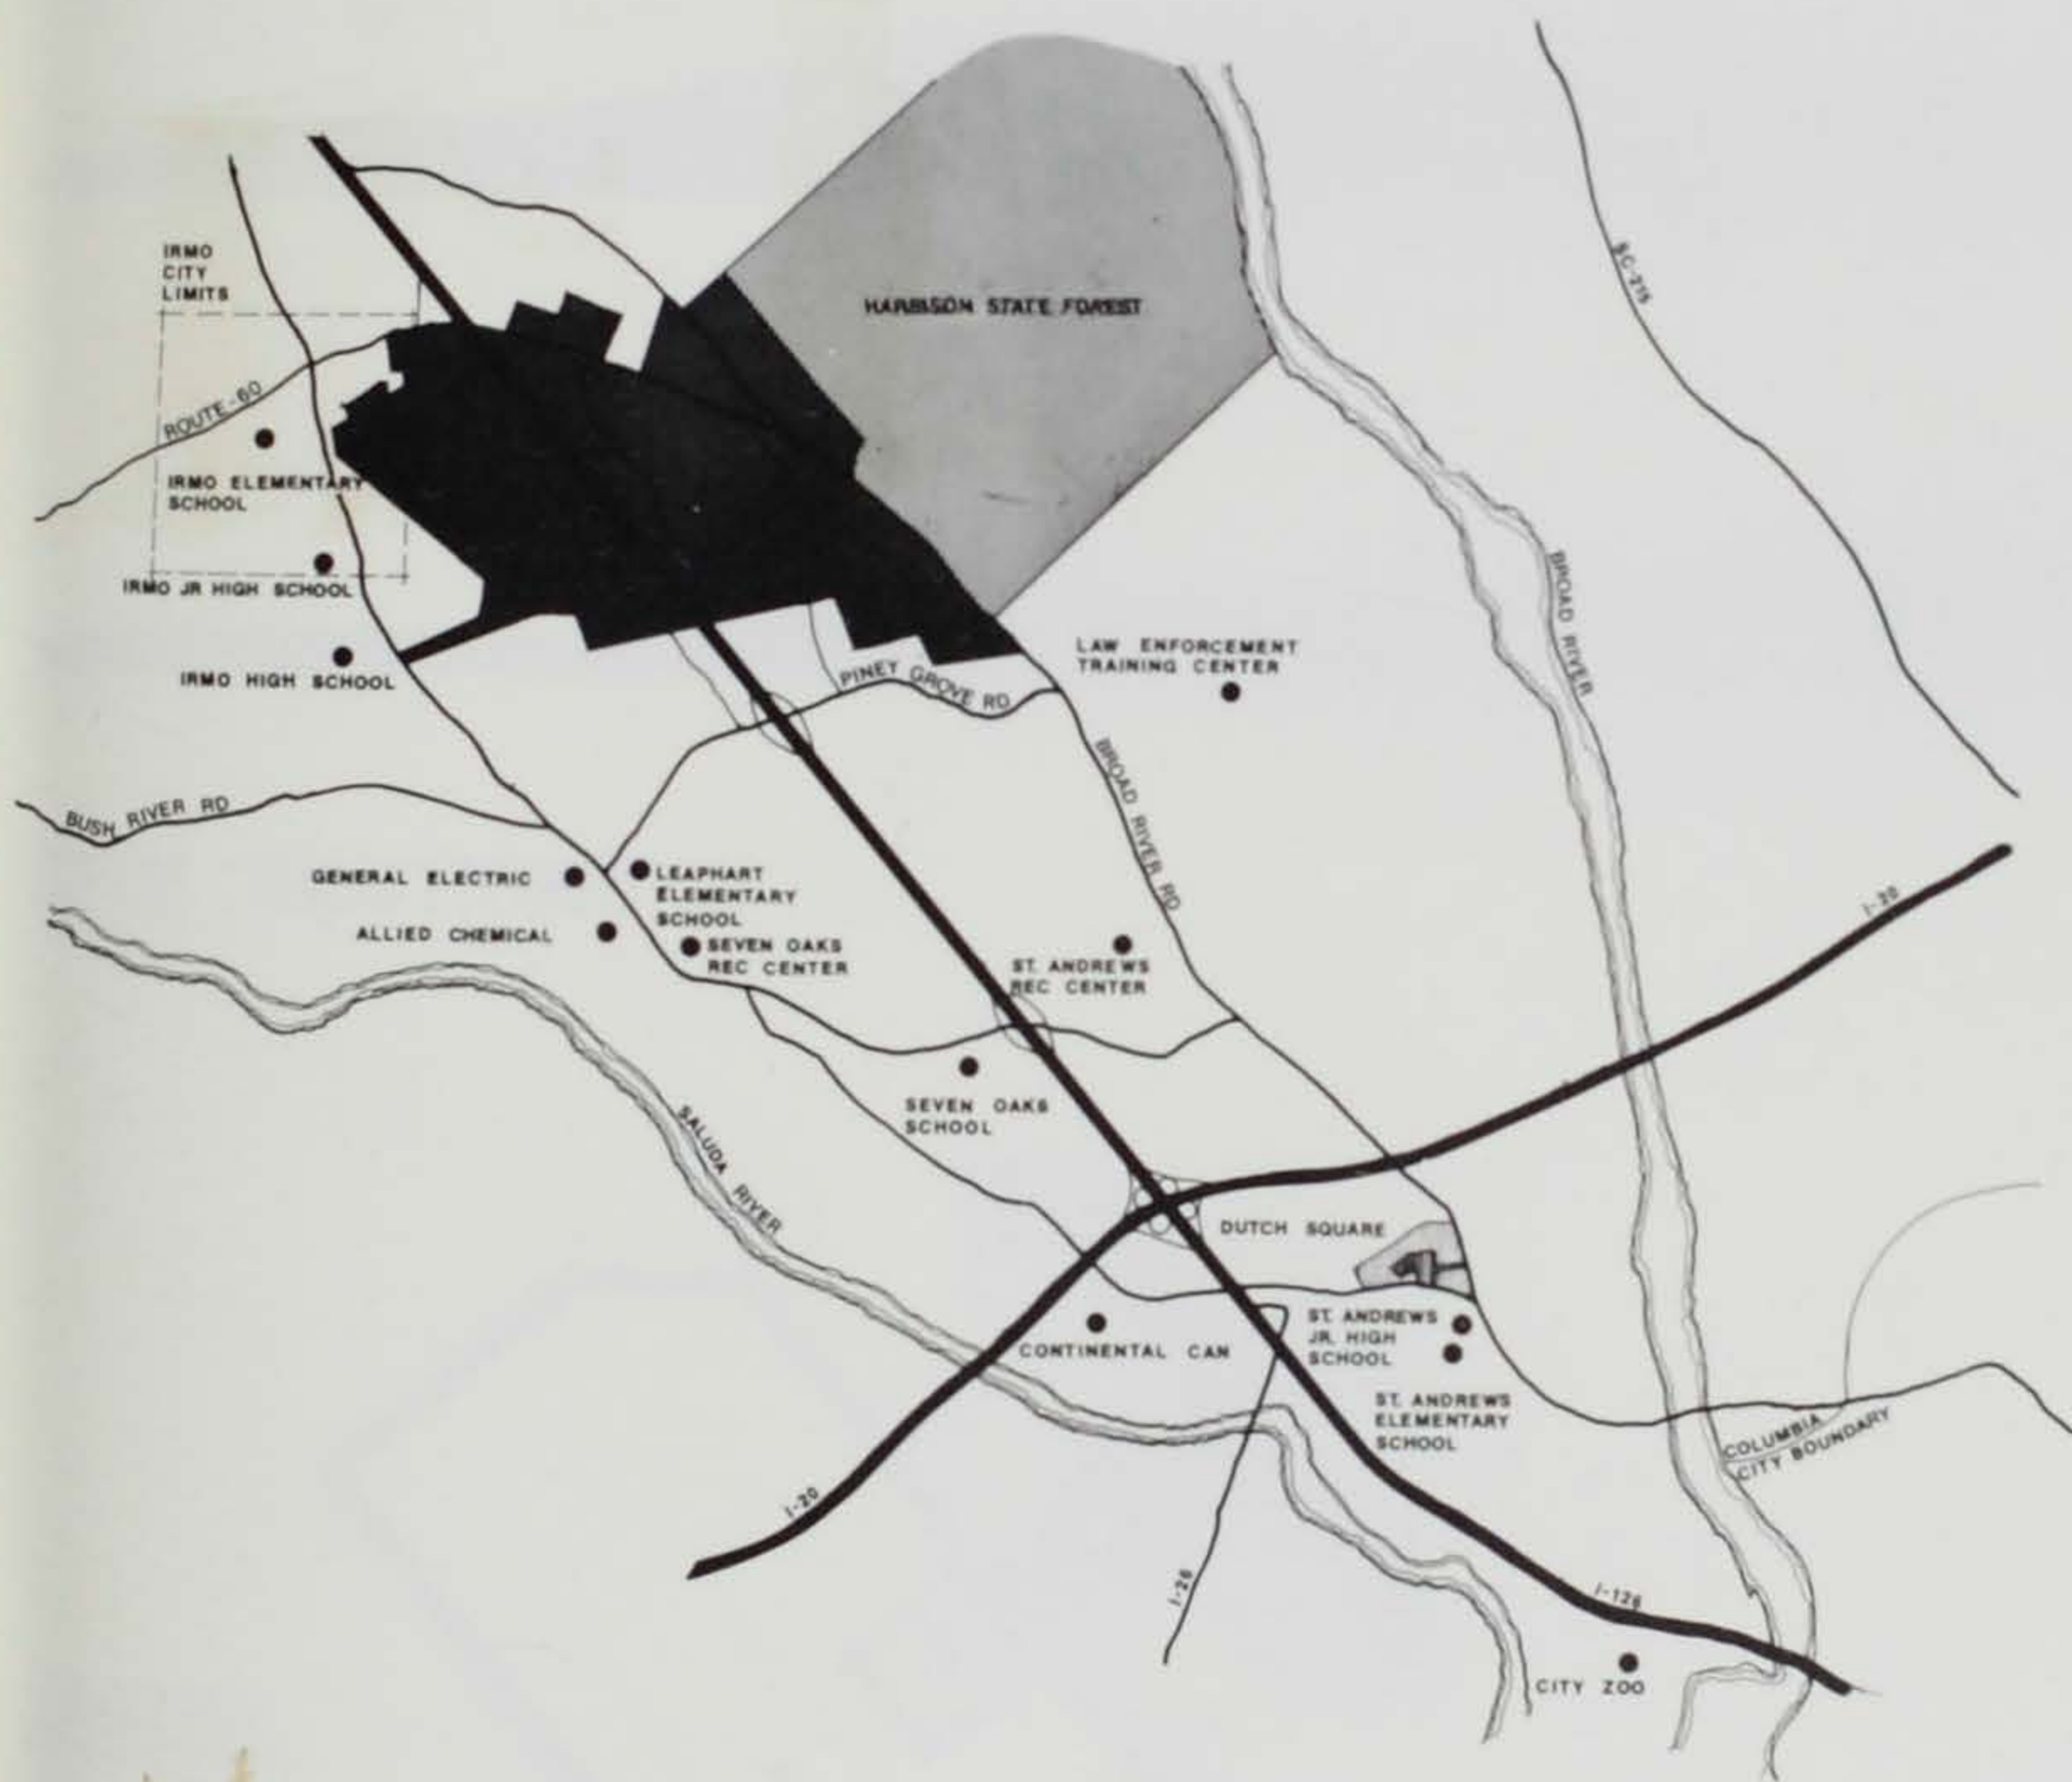 HARBISON STATE FOREST
SC-215
IRMO
CITY
LIMITS
ROUTE-60
IRMO ELEMENTARY
SCHOOL
IRMO JR HIGH SCHOOL
IRMO HIGH SCHOOL
LAW ENFORCEMENT
TRAINING CENTER
PINEY GROVE RD
BROAD RIVER
BROAD RIVER RD
BUSH RIVER RD
GENERAL ELECTRIC
LEAPHART
ELEMENTARY
SCHOOL
ALLIED CHEMICAL
SEVEN OAKS
REC CENTER
ST. ANDREWS
REC CENTER
I-20
SEVEN OAKS
SCHOOL
SALUDA RIVER
DUTCH SQUARE
CONTINENTAL CAN
ST. ANDREWS
JR. HIGH
SCHOOL
ST. ANDREWS
ELEMENTARY
SCHOOL
COLUMBIA
CITY BOUNDARY
I-20
I-26
I-126
CITY ZOO